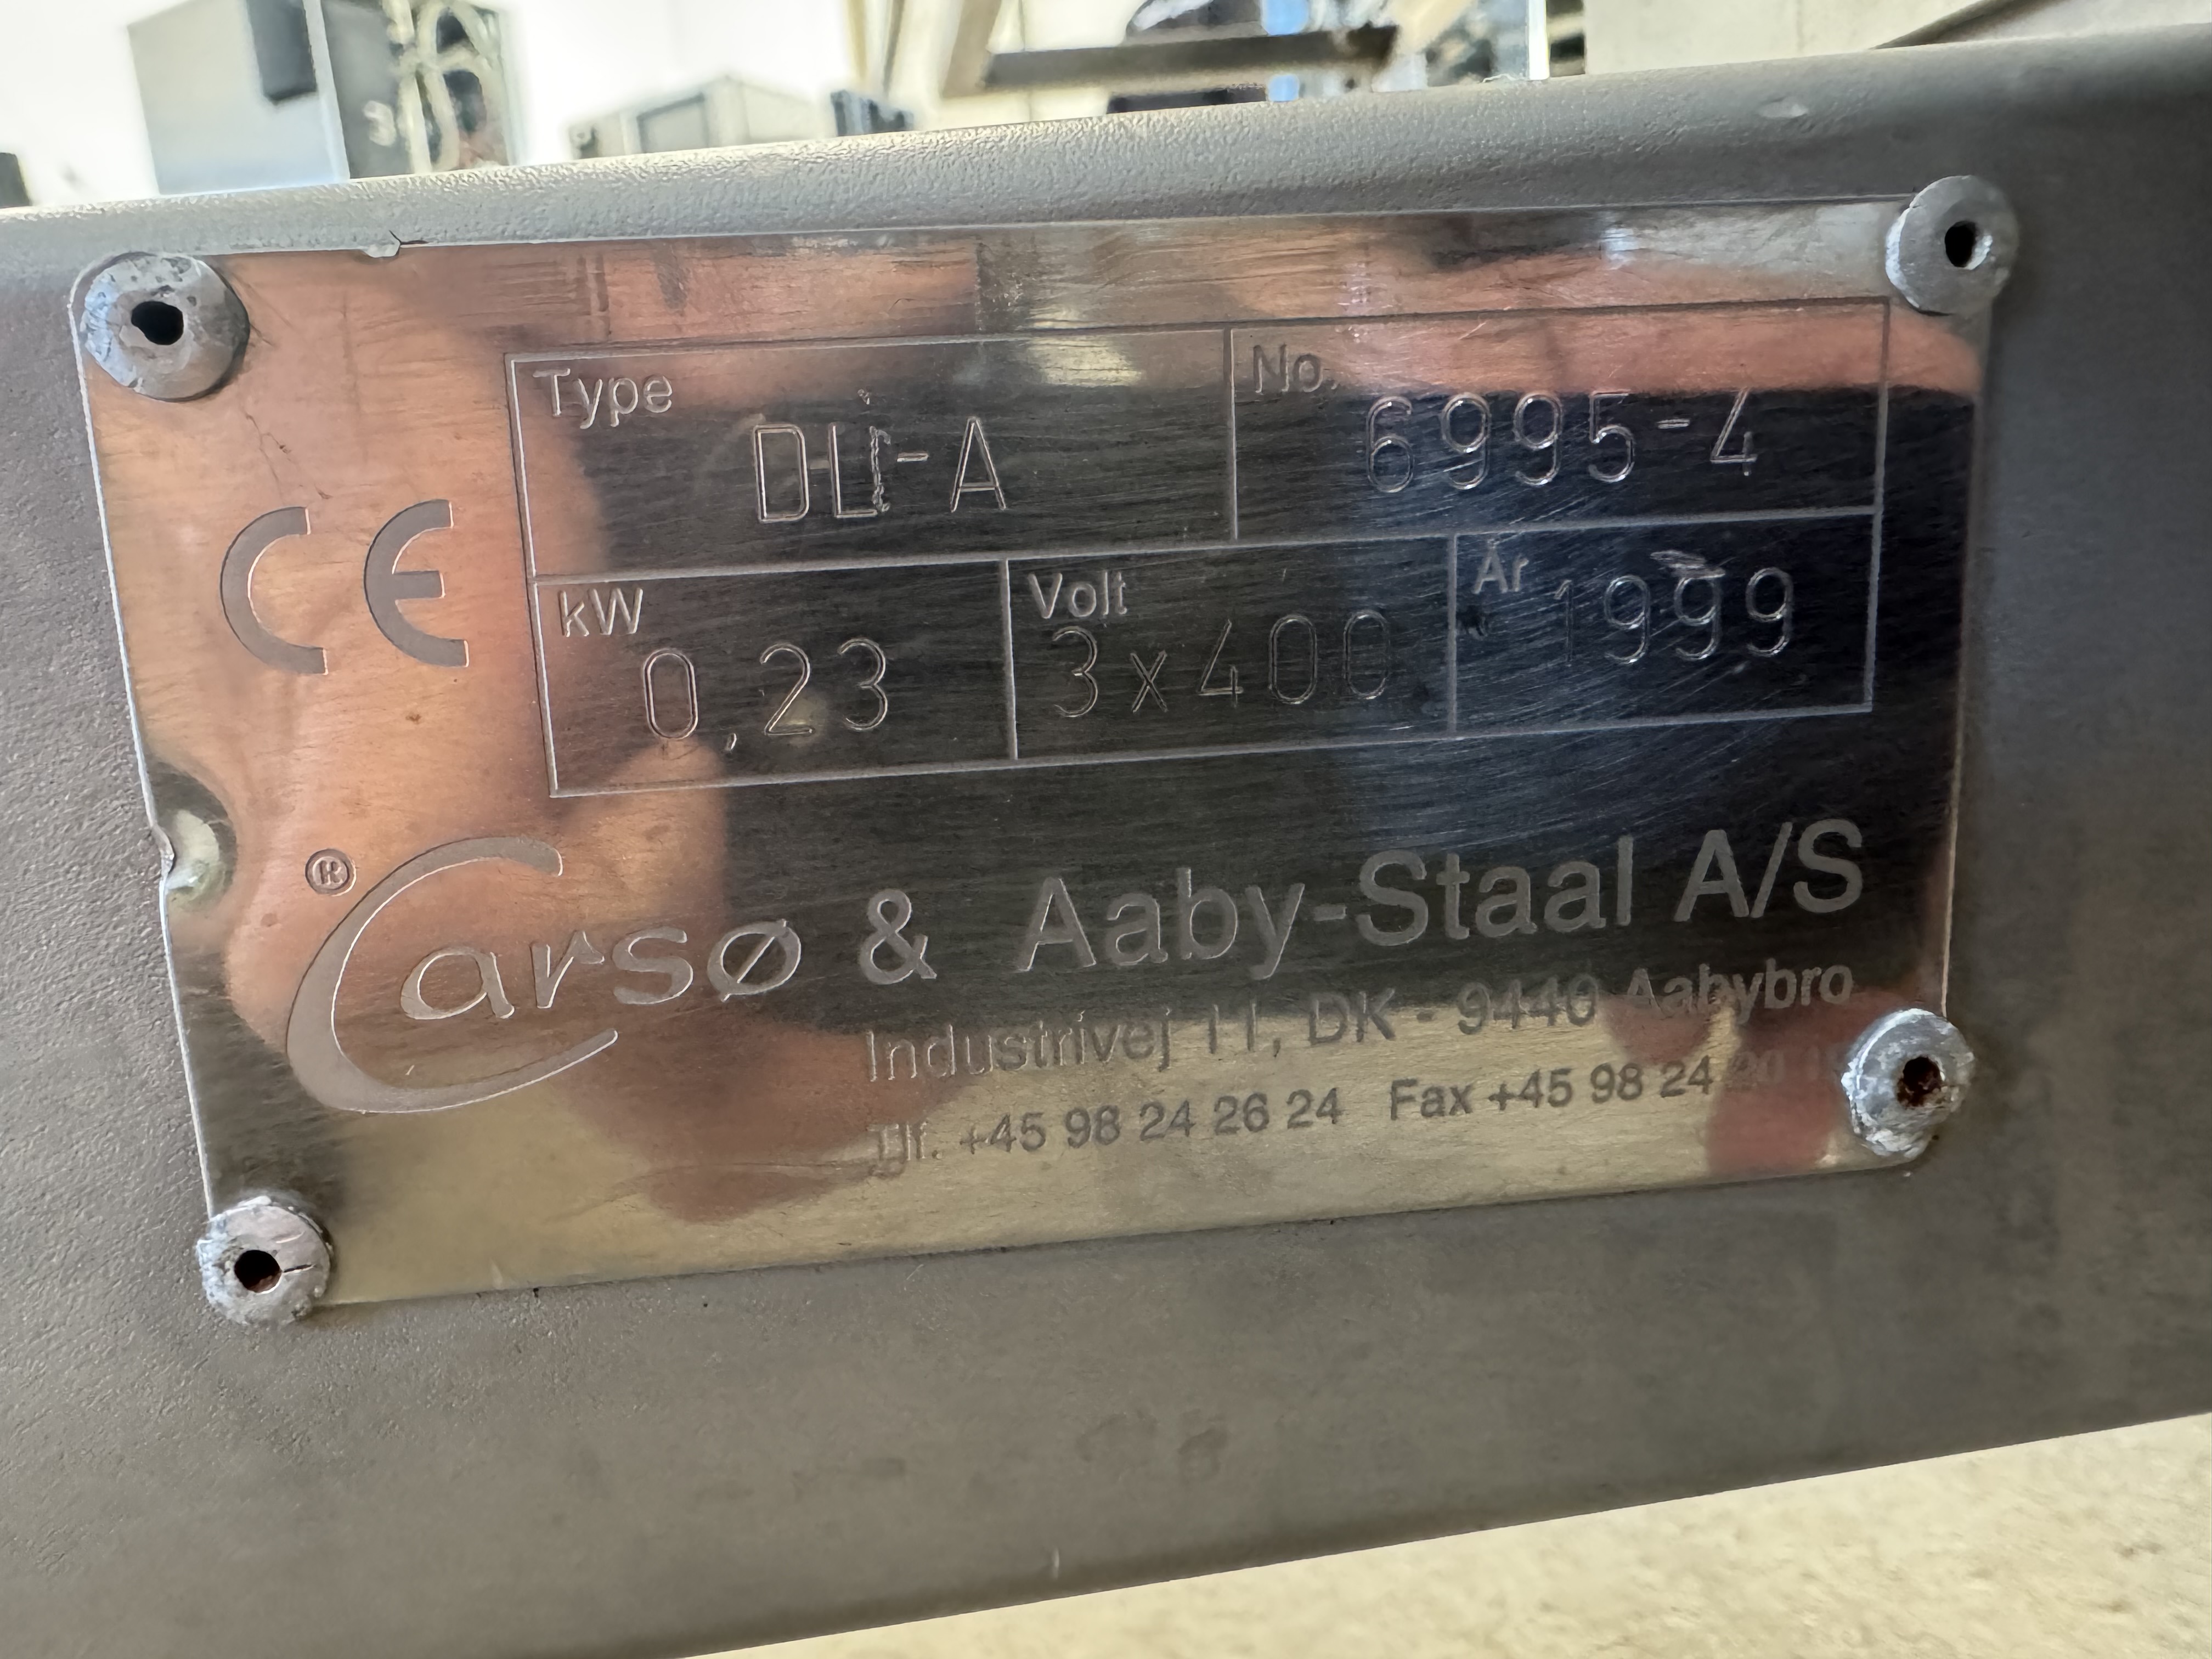 Type
No.
6995-4
CE
kW
0,23
Volt
3x400
År
1999
® Carsø & Aaby-Staal A/S
Industrivej 11, DK - 9440 Aabybro
Tlf. +45 98 24 26 24 Fax +45 98 24